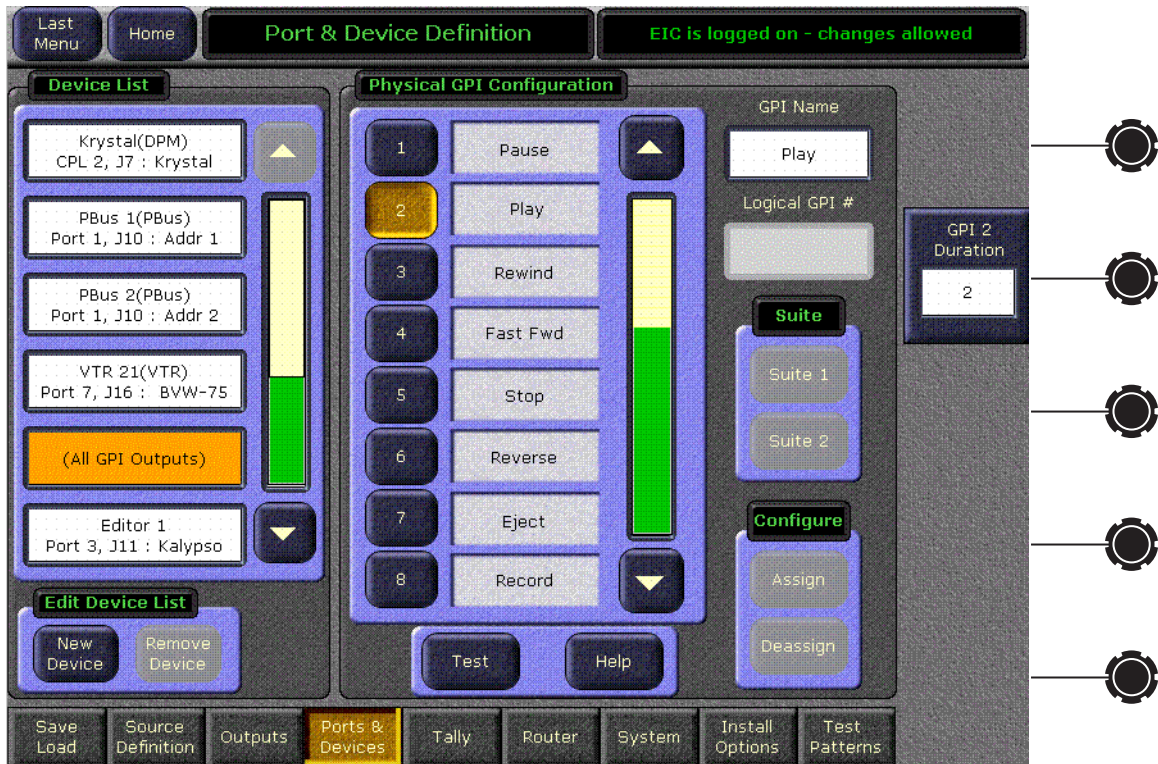 Last
Menu
Home
Port & Device Definition
EIC is logged on - changes allowed
Device List
Krystal(DPM)
CPL 2, J7 : Krystal
PBus 1(PBus)
Port 1, J10 : Addr 1
PBus 2(PBus)
Port 1, J10 : Addr 2
VTR 21(VTR)
Port 7, J16 : BVW-75
(All GPI Outputs)
Editor 1
Port 3, J11 : Kalypso
Edit Device List
New
Device
Remove
Device
Physical GPI Configuration
1 Pause
2 Play
3 Rewind
4 Fast Fwd
5 Stop
6 Reverse
7 Eject
8 Record
Test
Help
GPI Name
Play
Logical GPI #
Suite
Suite 1
Suite 2
Configure
Assign
Deassign
GPI 2
Duration
2
Save
Load
Source
Definition
Outputs
Ports &
Devices
Tally
Router
System
Install
Options
Test
Patterns